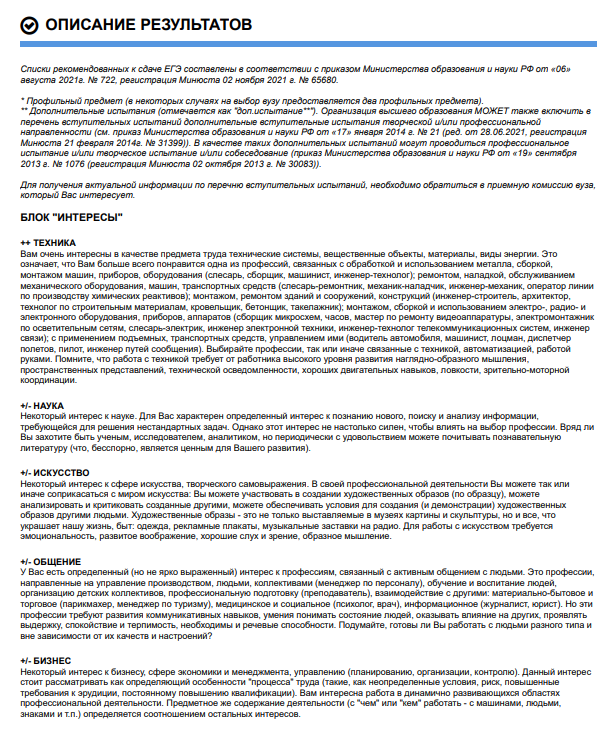 ОПИСАНИЕ РЕЗУЛЬТАТОВ
Списки рекомендованных к сдаче ЕГЭ составлены в соответствии с приказом Министерства образования и науки РФ от «06»
августа 2021г. № 722, регистрация Минюста 02 ноября 2021 г. № 65680.
* Профильный предмет (в некоторых случаях на выбор вузу предоставляется два профильных предмета).
** Дополнительные испытания (отмечается как "доп.испытание**"). Организация высшего образования МОЖЕТ также включить в
перечень вступительных испытаний дополнительные вступительные испытания творческой и/или профессиональной
направленности (см. приказ Министерства образования и науки РФ от «17» января 2014 г. № 21 (ред. от 28.06.2021, регистрация
Минюста 21 февраля 2014г. № 31399)). В качестве таких дополнительных испытаний могут проводиться профессиональное
испытание и/или творческое испытание и/или собеседование (приказ Министерства образования и науки РФ от «19» сентября
2013 г. № 1076 (регистрация Минюста 02 октября 2013 г. № 30083)).
Для получения актуальной информации по перечню вступительных испытаний, необходимо обратиться в приемную комиссию вуза,
который Вас интересует.
БЛОК "ИНТЕРЕСЫ"
++ ТЕХНИКА
Вам очень интересны в качестве предмета труда технические системы, вещественные объекты, материалы, виды энергии. Это
означает, что Вам больше всего понравится одна из профессий, связанных с обработкой и использованием металла, сборкой,
монтажом машин, приборов, оборудования (слесарь, сборщик, машинист, инженер-технолог); ремонтом, наладкой, обслуживанием
механического оборудования, машин, транспортных средств (слесарь-ремонтник, механик-наладчик, инженер-механик, оператор линии
по производству химических реактивов); монтажом, ремонтом зданий и сооружений, конструкций (инженер-строитель, архитектор,
технолог по строительным материалам, кровельщик, бетонщик, такелажник); монтажом, сборкой и использованием электро-, радио- и
электронного оборудования, приборов, аппаратов (сборщик микросхем, часов, мастер по ремонту видеоаппаратуры, электромонтажник
по осветительным сетям, слесарь-электрик, инженер электронной техники, инженер-технолог телекоммуникационных систем, инженер
связи); с применением подъемных, транспортных средств, управлением ими (водитель автомобиля, машинист, лоцман, диспетчер
полетов, пилот, инженер путей сообщения). Выбирайте профессии, так или иначе связанные с техникой, автоматизацией, работой
руками. Помните, что работа с техникой требует от работника высокого уровня развития наглядно-образного мышления,
пространственных представлений, технической осведомленности, хороших двигательных навыков, ловкости, зрительно-моторной
координации.
+/- НАУКА
Некоторый интерес к науке. Для Вас характерен определенный интерес к познанию нового, поиску и анализу информации,
требующейся для решения нестандартных задач. Однако этот интерес не настолько силен, чтобы влиять на выбор профессии. Вряд ли
Вы захотите быть ученым, исследователем, аналитиком, но периодически с удовольствием можете почитывать познавательную
литературу (что, бесспорно, является ценным для Вашего развития).
+/- ИСКУССТВО
Некоторый интерес к сфере искусства, творческого самовыражения. В своей профессиональной деятельности Вы можете так или
иначе соприкасаться с миром искусства: Вы можете участвовать в создании художественных образов (по образцу), можете
анализировать и критиковать созданные другими, можете обеспечивать условия для создания (и демонстрации) художественных
образов другими людьми. Художественные образы - это не только выставляемые в музеях картины и скульптуры, но и все, что
украшает нашу жизнь, быт: одежда, рекламные плакаты, музыкальные заставки на радио. Для работы с искусством требуется
эмоциональность, развитое воображение, хорошие слух и зрение, образное мышление.
+/- ОБЩЕНИЕ
У Вас есть определенный (но не ярко выраженный) интерес к профессиям, связанный с активным общением с людьми. Это профессии,
направленные на управление производством, людьми, коллективами (менеджер по персоналу), обучение и воспитание людей,
организацию детских коллективов, профессиональную подготовку (преподаватель), взаимодействие с другими: материально-бытовое и
торговое (парикмахер, менеджер по туризму), медицинское и социальное (психолог, врач), информационное (журналист, юрист). Но эти
профессии требуют развития коммуникативных навыков, умения понимать состояние людей, оказывать влияние на других, проявлять
выдержку, спокойствие и терпимость, необходимы и речевые способности. Подумайте, готовы ли Вы работать с людьми разного типа и
вне зависимости от их качеств и настроений?
+/- БИЗНЕС
Некоторый интерес к бизнесу, сфере экономики и менеджмента, управлению (планированию, организации, контролю). Данный интерес
стоит рассматривать как определяющий особенности "процесса" труда (такие, как неопределенные условия, риск, повышенные
требования к эрудиции, постоянному повышению квалификации). Вам интересна работа в динамично развивающихся областях
профессиональной деятельности. Предметное же содержание деятельности (с "чем" или "кем" работать - с машинами, людьми,
знаками и т.п.) определяется соотношением остальных интересов.